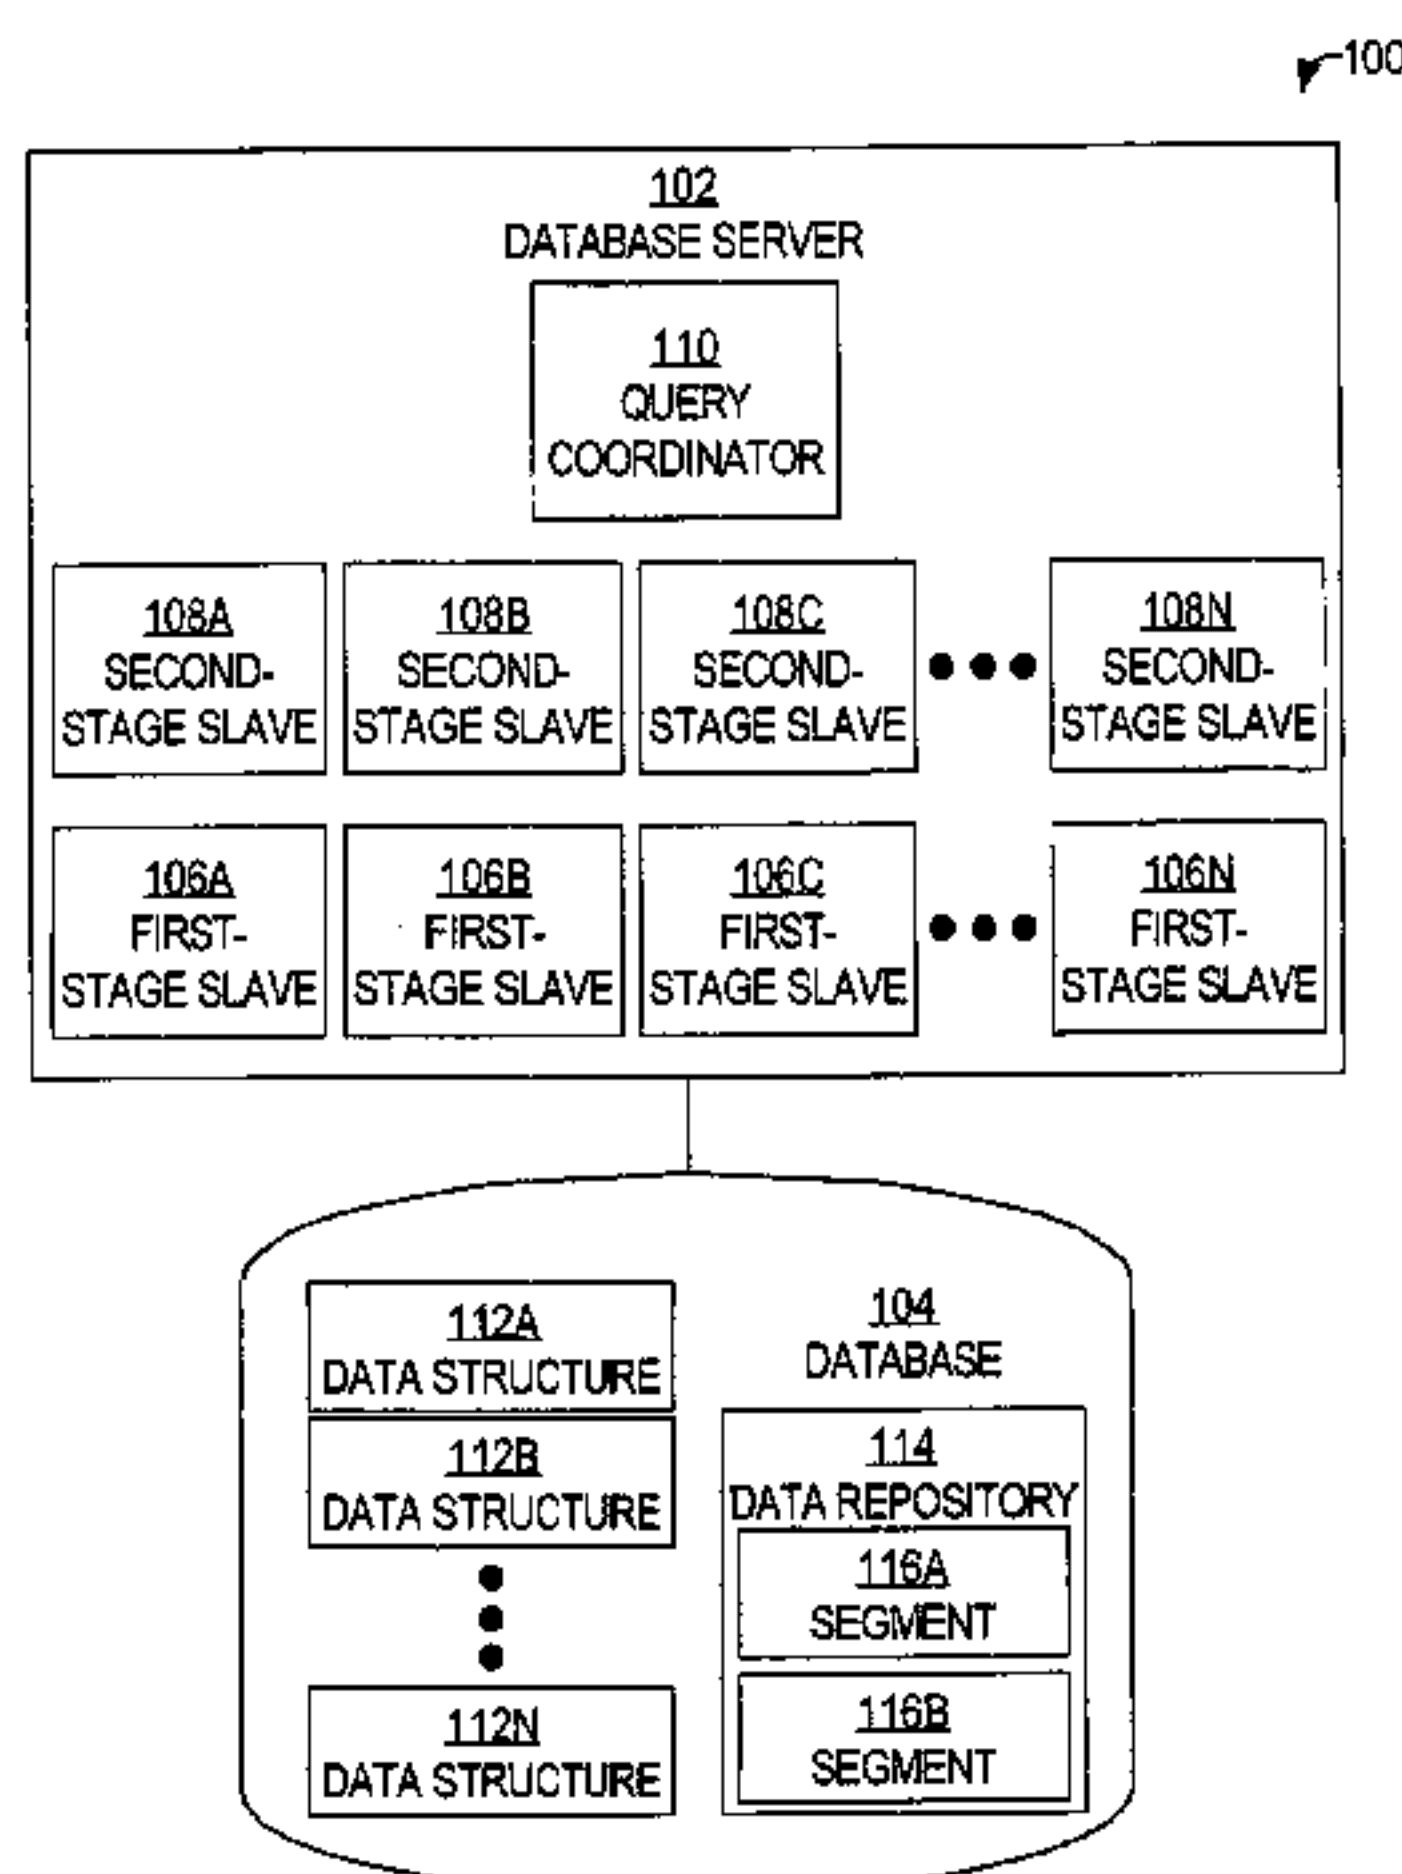 100
102
DATABASE SERVER
110
QUERY
COORDINATOR
108A
SECOND-
STAGE SLAVE
108B
SECOND-
STAGE SLAVE
108C
SECOND-
STAGE SLAVE
108N
SECOND-
STAGE SLAVE
106A
FIRST-
STAGE SLAVE
106B
FIRST-
STAGE SLAVE
106C
FIRST-
STAGE SLAVE
106N
FIRST-
STAGE SLAVE
112A
DATA STRUCTURE
112B
DATA STRUCTURE
112N
DATA STRUCTURE
104
DATABASE
114
DATA REPOSITORY
116A
SEGMENT
116B
SEGMENT